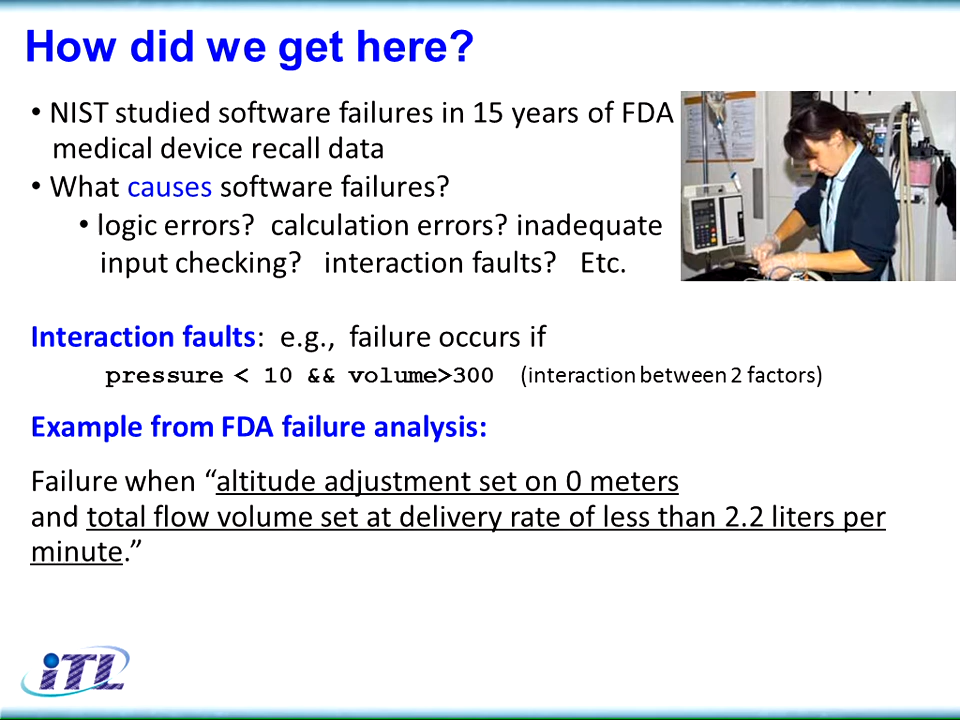 How did we get here?
• NIST studied software failures in 15 years of FDA
medical device recall data
• What causes software failures?
• logic errors?  calculation errors? inadequate
input checking?   interaction faults?   Etc.
Interaction faults:  e.g.,  failure occurs if
pressure < 10 && volume>300   (interaction between 2 factors)
Example from FDA failure analysis:
Failure when “altitude adjustment set on 0 meters
and total flow volume set at delivery rate of less than 2.2 liters per
minute.”
iTL